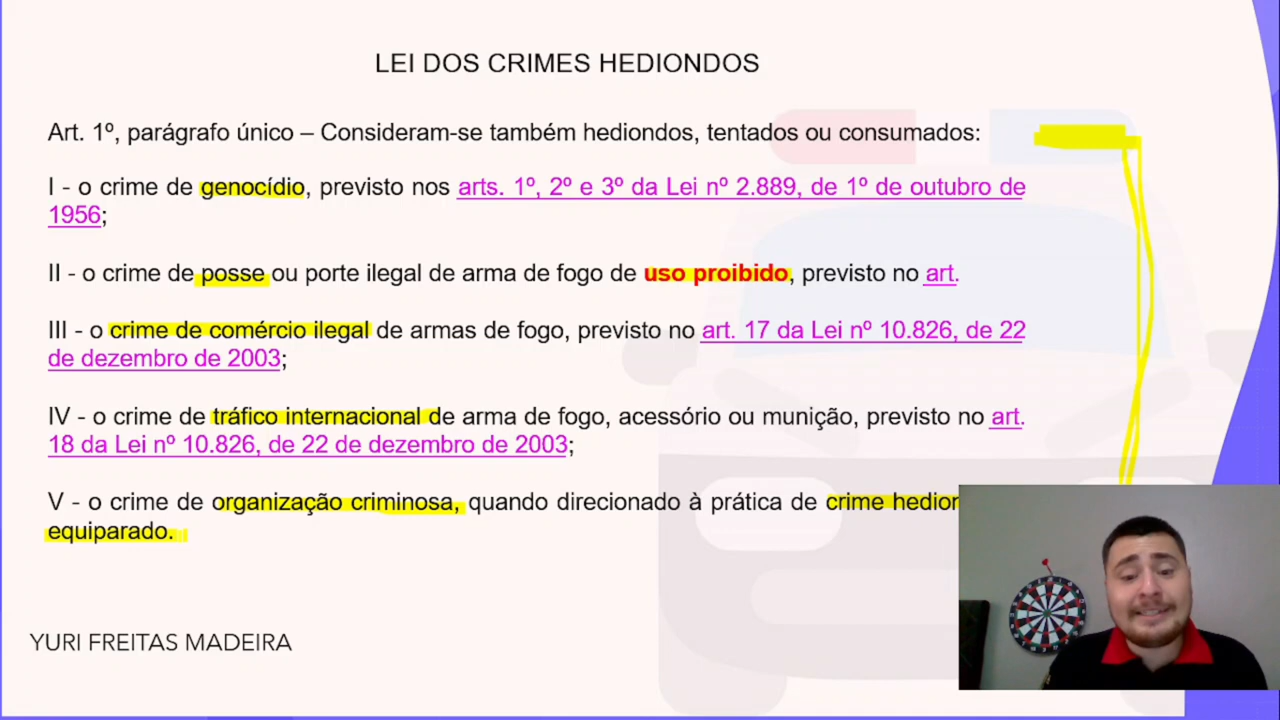 LEI DOS CRIMES HEDIONDOS
Art. 1º, parágrafo único – Consideram-se também hediondos, tentados ou consumados:
I - o crime de genocídio, previsto nos arts. 1º, 2º e 3º da Lei nº 2.889, de 1º de outubro de
1956;
II - o crime de posse ou porte ilegal de arma de fogo de uso proibido, previsto no art.
III - o crime de comércio ilegal de armas de fogo, previsto no art. 17 da Lei nº 10.826, de 22
de dezembro de 2003;
IV - o crime de tráfico internacional de arma de fogo, acessório ou munição, previsto no art.
18 da Lei nº 10.826, de 22 de dezembro de 2003;
V - o crime de organização criminosa, quando direcionado à prática de crime
equiparado.
YURI FREITAS MADEIRA